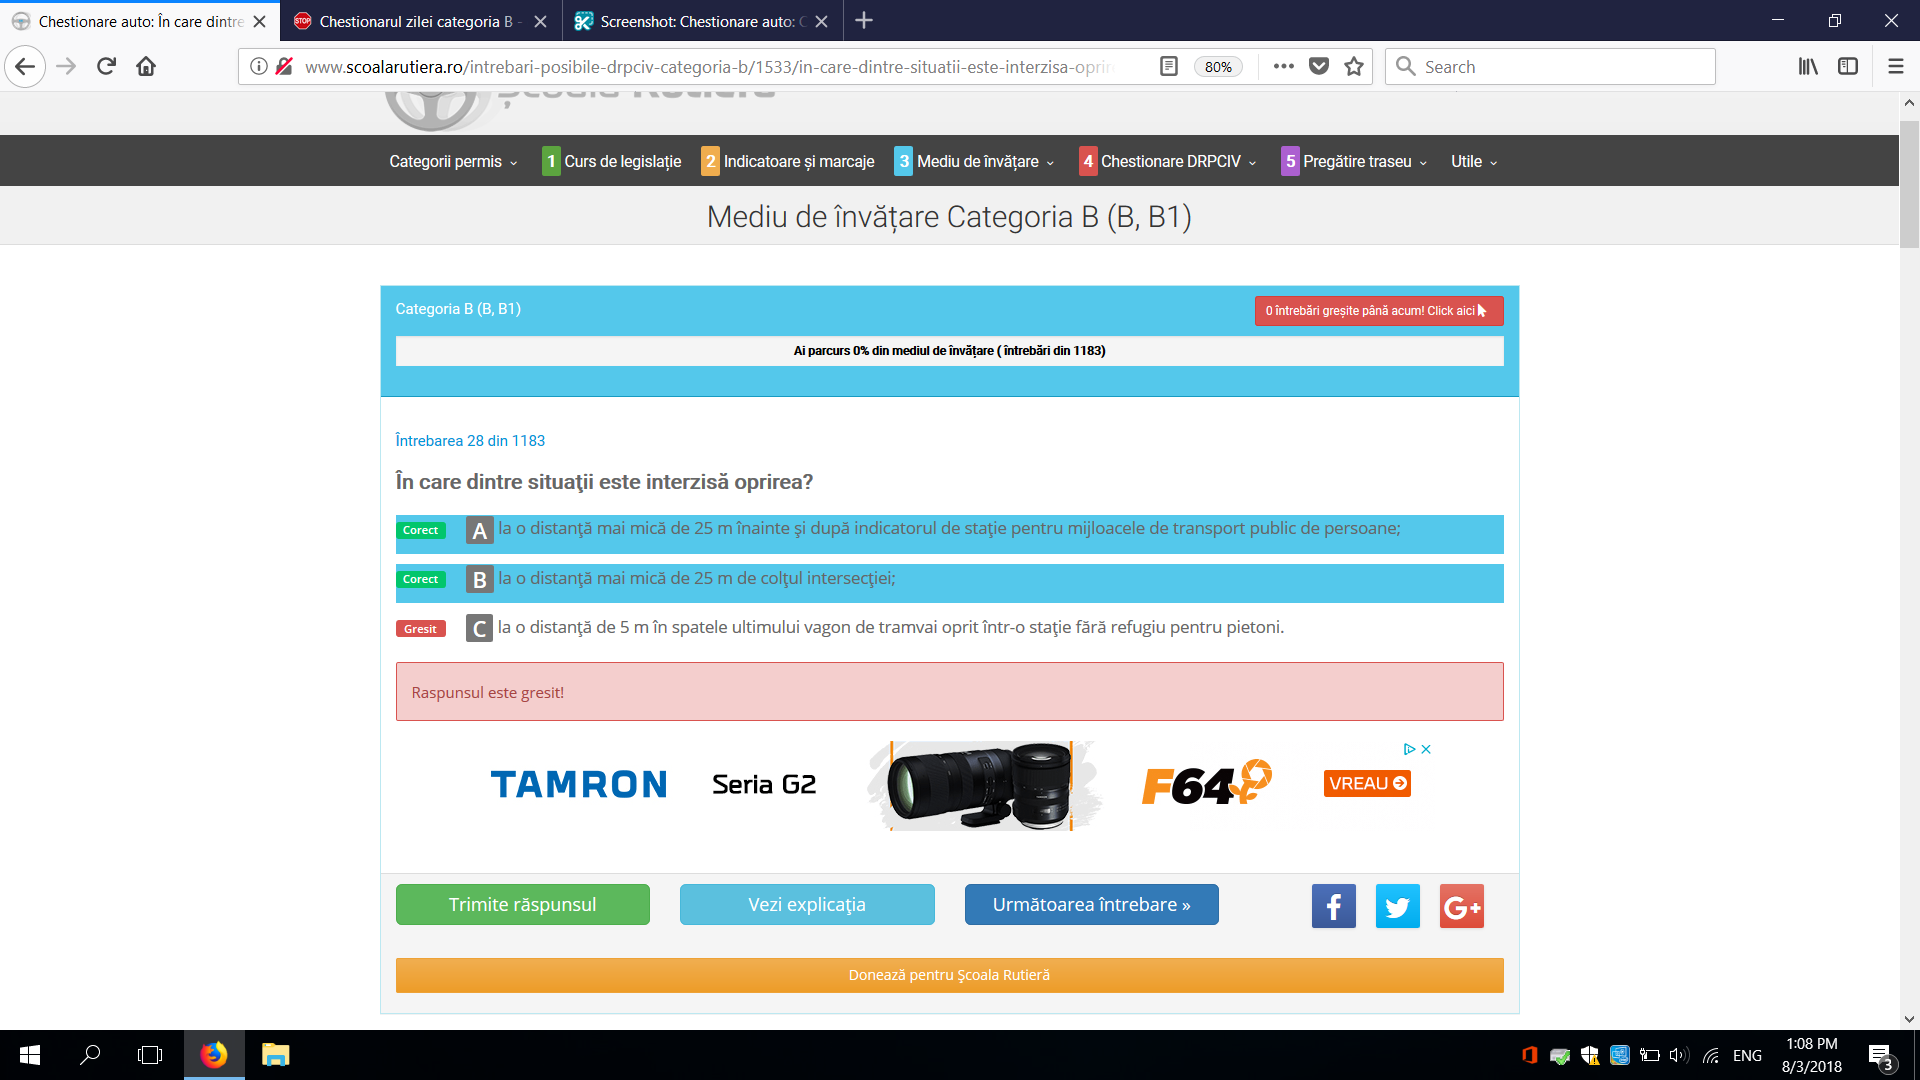 Chestionare auto: În care dintre
Chestionarul zilei categoria B -
Screenshot: Chestionare auto:
www.scoalarutiera.ro/intrebari-posibile-drpciv-categoria-b/1533/in-care-dintre-situatii-este-interzisa-oprire
80%
Search
Școala Rutieră
Categorii permis
1 Curs de legislație
2 Indicatoare și marcaje
3 Mediu de învățare
4 Chestionare DRPCIV
5 Pregătire traseu
Utile
Mediu de învățare Categoria B (B, B1)
Categoria B (B, B1)
0 întrebări greșite până acum! Click aici
Ai parcurs 0% din mediul de învățare ( întrebări din 1183)
Întrebarea 28 din 1183
În care dintre situaţii este interzisă oprirea?
Corect A la o distanţă mai mică de 25 m înainte şi după indicatorul de staţie pentru mijloacele de transport public de persoane;
Corect B la o distanţă mai mică de 25 m de colţul intersecţiei;
Gresit C la o distanţă de 5 m în spatele ultimului vagon de tramvai oprit într-o staţie fără refugiu pentru pietoni.
Raspunsul este gresit!
TAMRON Seria G2
F64
VREAU
Trimite răspunsul
Vezi explicaţia
Următoarea întrebare »
f
G+
Donează pentru Şcoala Rutieră
ENG
1:08 PM
8/3/2018
3